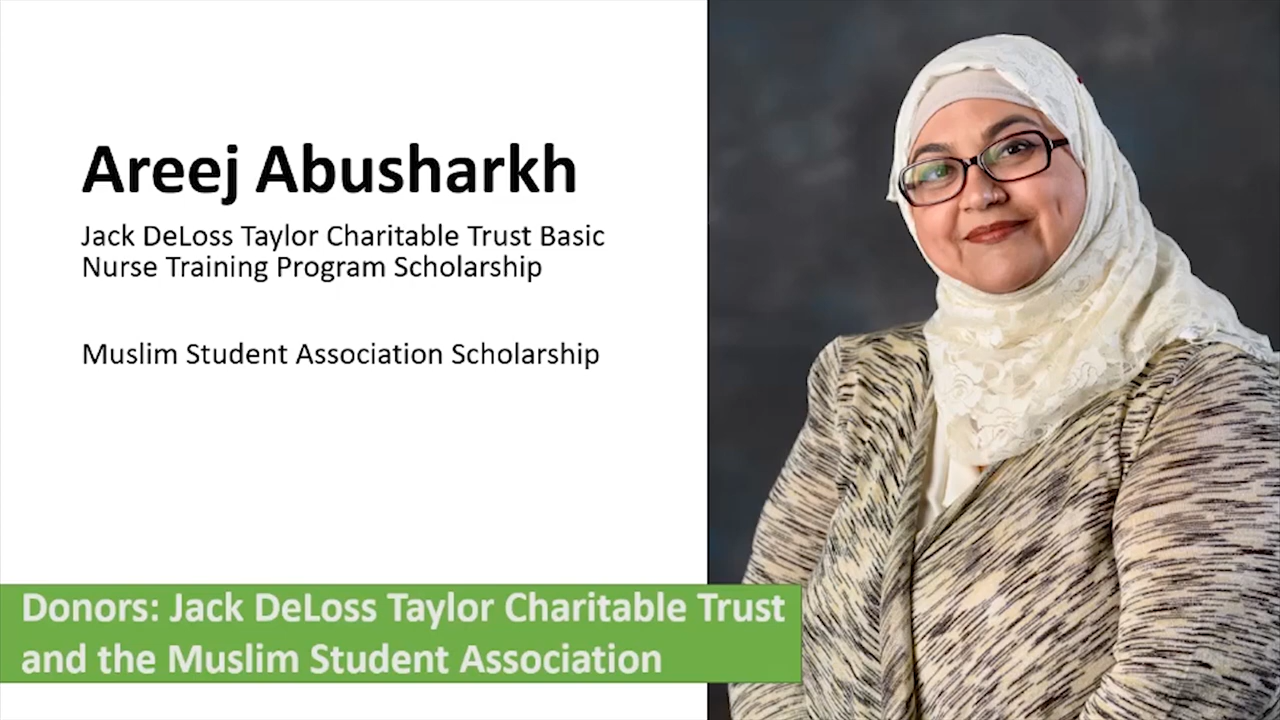 Areej Abusharkh
Jack DeLoss Taylor Charitable Trust Basic
Nurse Training Program Scholarship
Muslim Student Association Scholarship
Donors: Jack DeLoss Taylor Charitable Trust
and the Muslim Student Association